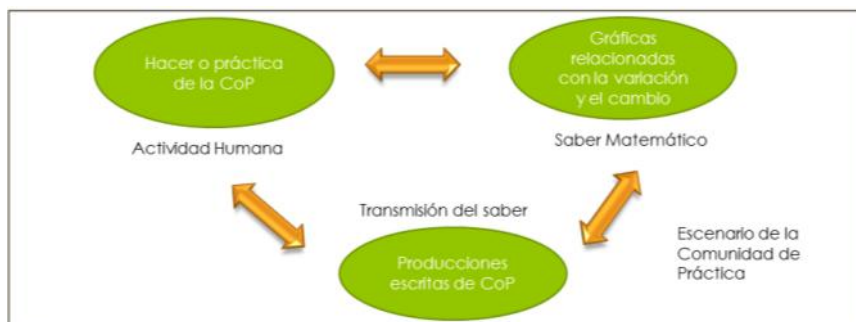 Hacer o práctica
de la CoP
Gráficas
relacionadas
con la variación
y el cambio
Actividad Humana
Saber Matemático
Transmisión del saber
Producciones
escritas de CoP
Escenario de la
Comunidad de
Práctica